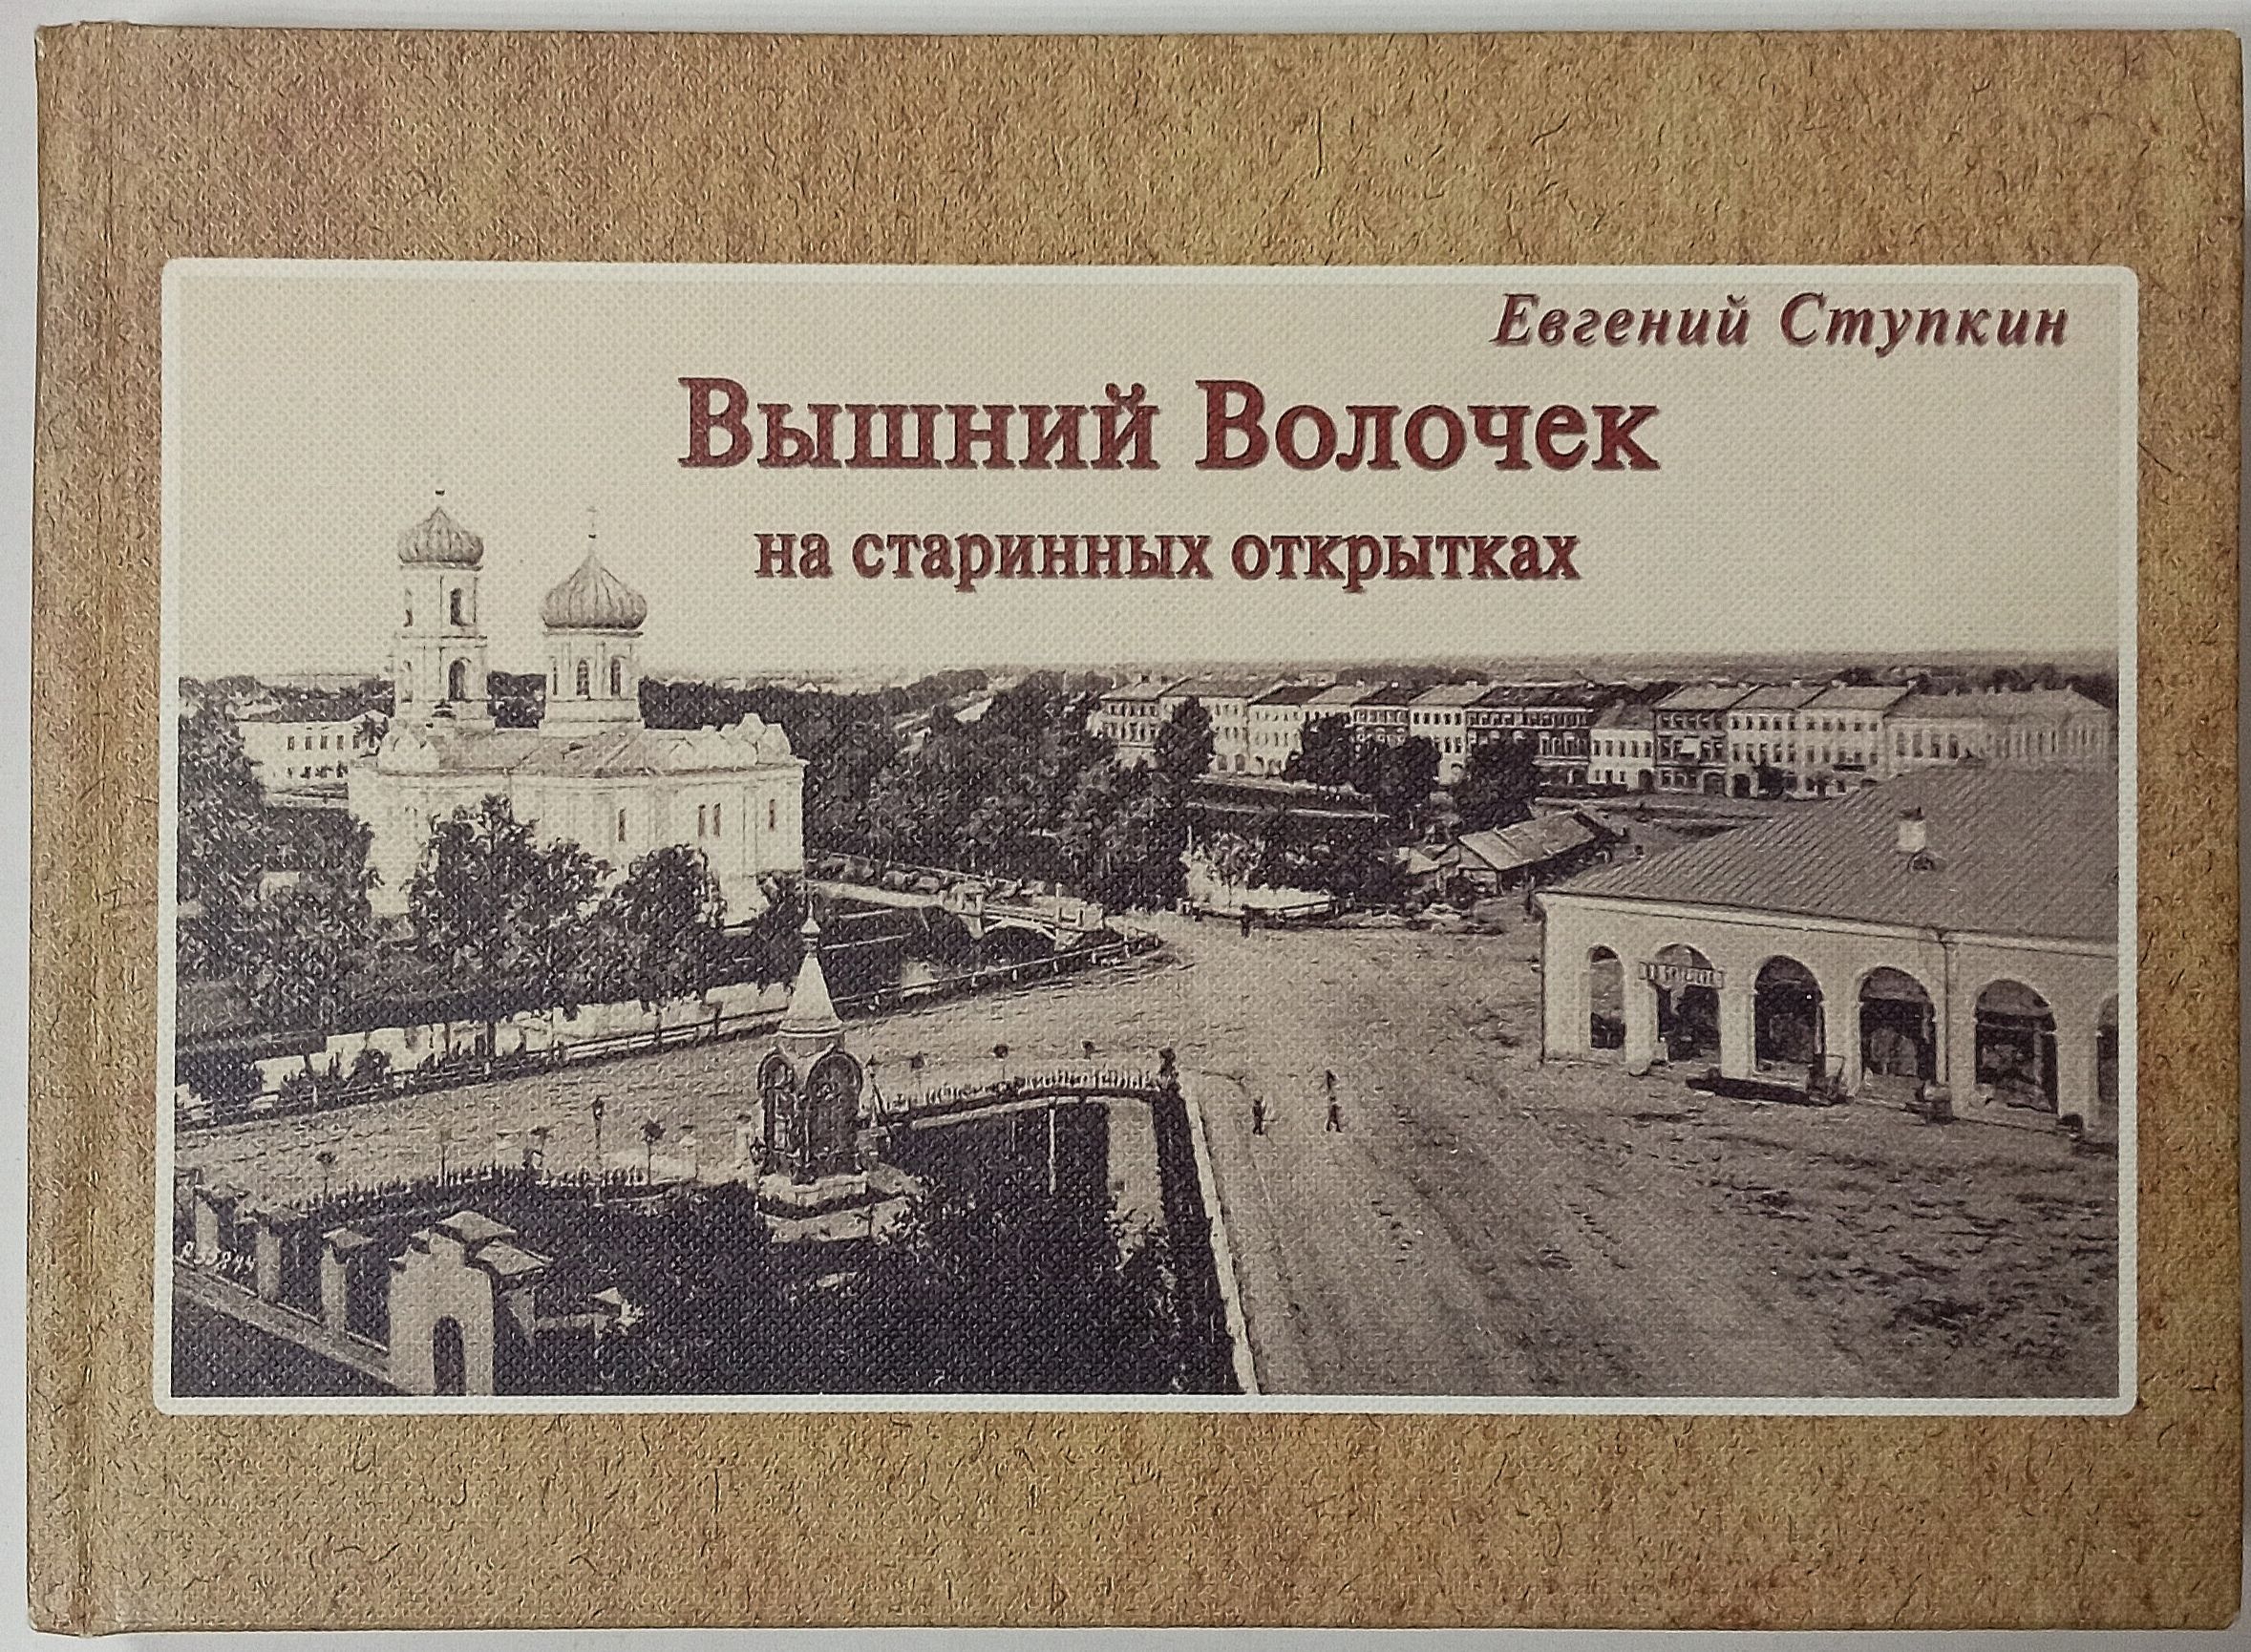 Евгений Ступкин
Вышний Волочек
на старинных открытках